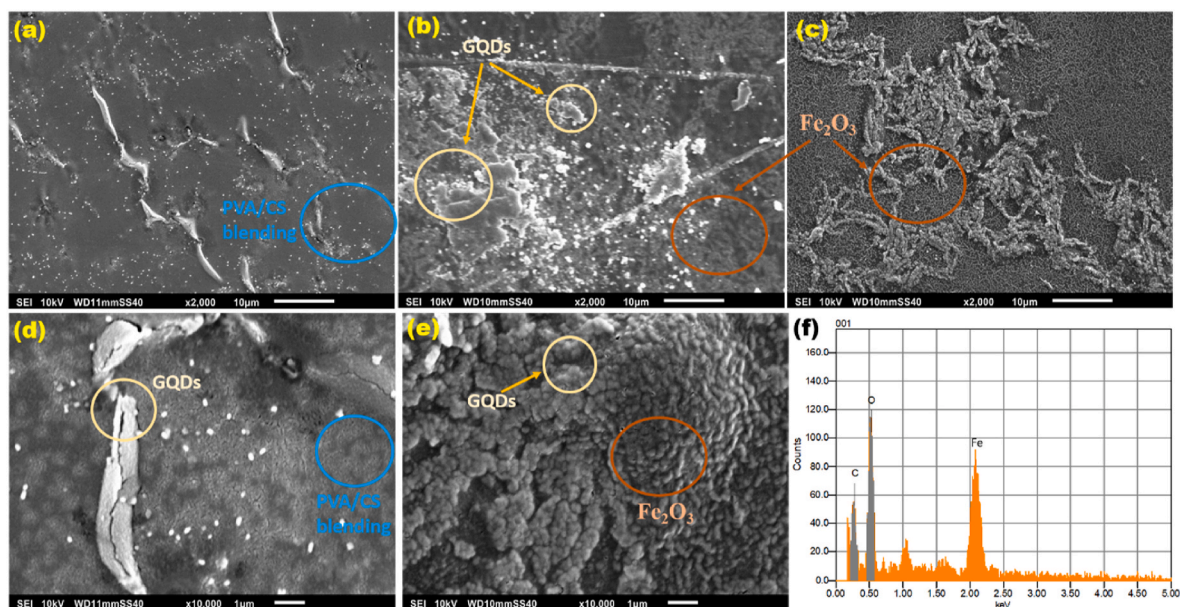 (a)
PVA/CS
blending
SEI 10kV WD11mmSS40 x2,000 10µm
(b)
GQDs
SEI 10kV WD10mmSS40 x2,000 10µm
(c)
Fe₂O₃
SEI 10kV WD10mmSS40 x2,000 10µm
(d)
GQDs
PVA/CS
blending
SEI 10kV WD11mmSS40 x10,000 1µm
(e)
GQDs
Fe₂O₃
SEI 10kV WD10mmSS40 x10,000 1µm
(f)
001
Counts
160.0
140.0
120.0
100.0
80.0
60.0
40.0
20.0
0.0
C
O
Fe
0.00 0.50 1.00 1.50 2.00 2.50 3.00 3.50 4.00 4.50 5.00
keV